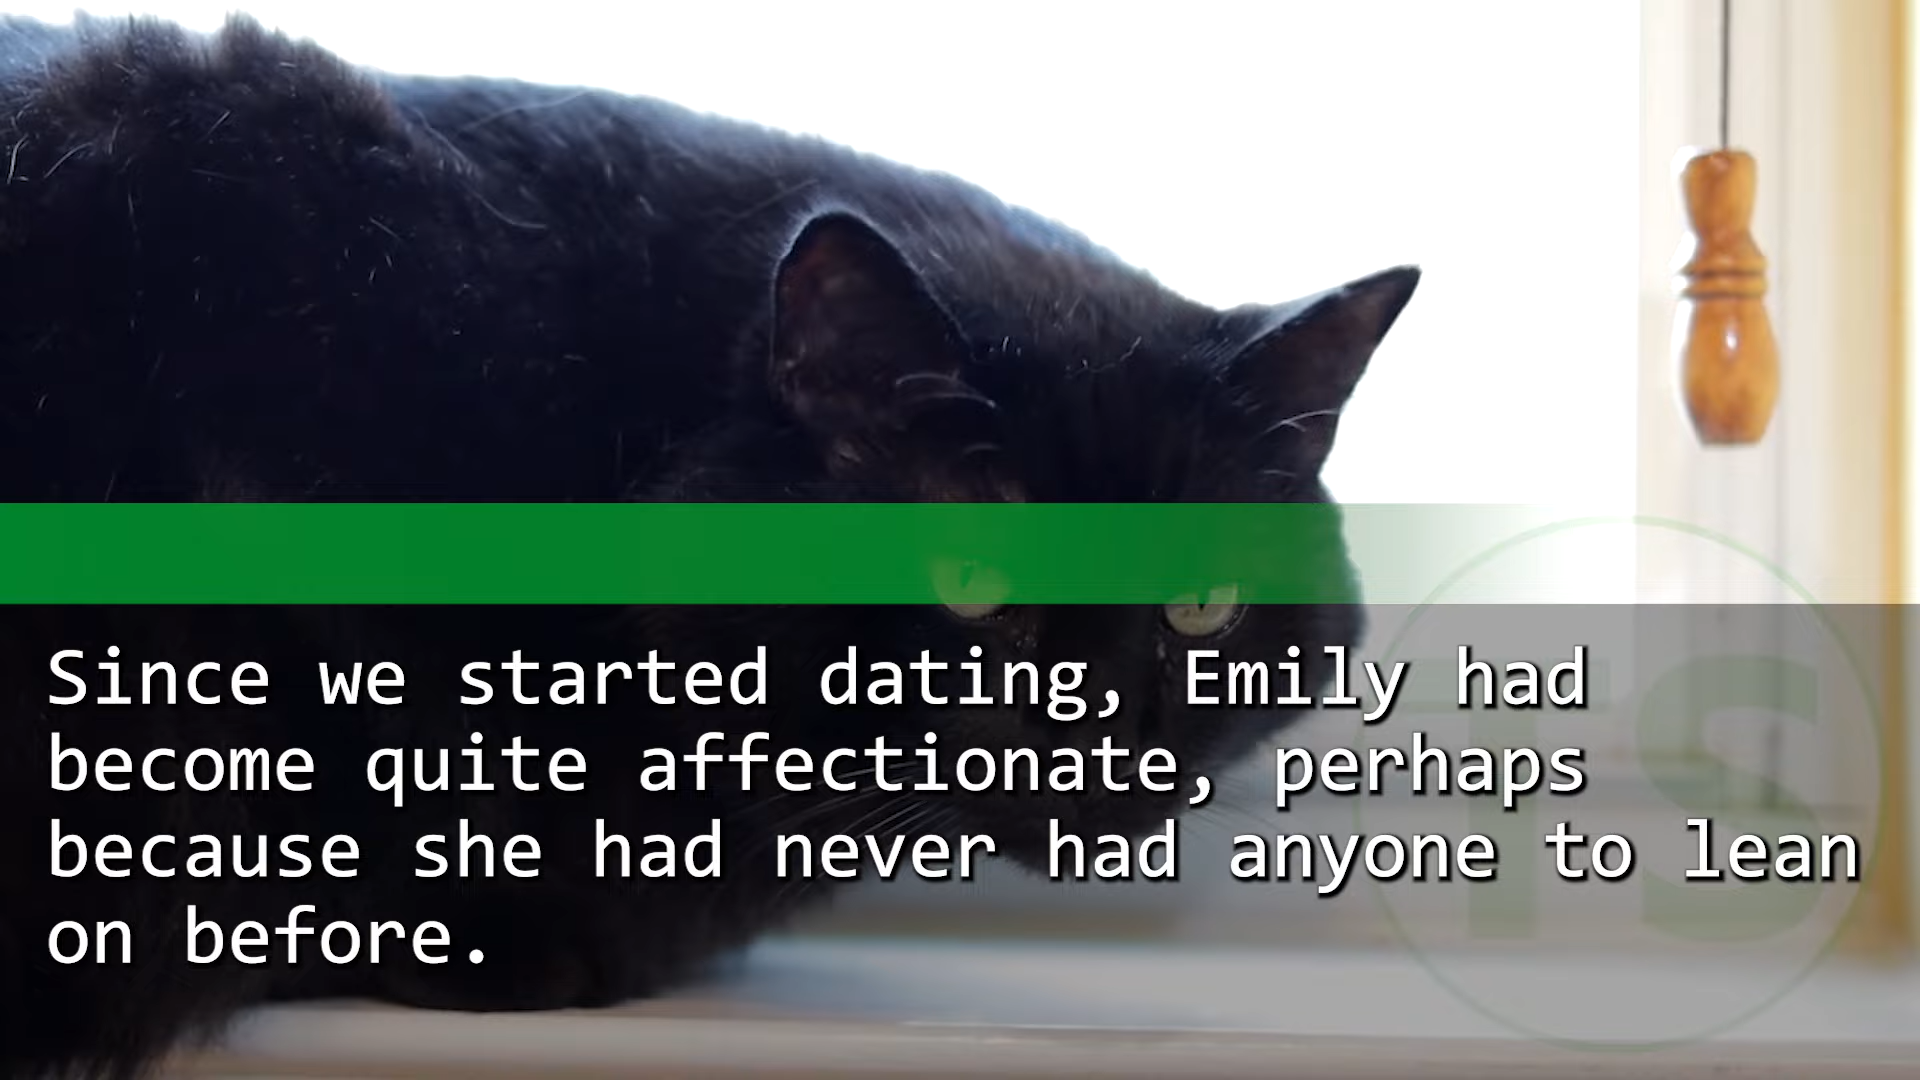 Since we started dating, Emily had
become quite affectionate, perhaps
because she had never had anyone to lean
on before.
TS